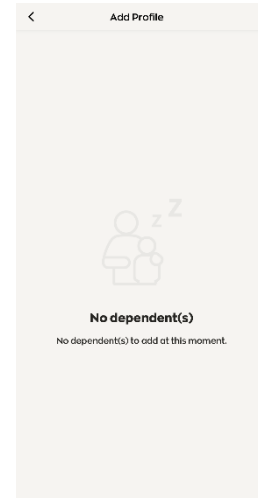 Add Profile
z z
No dependent(s)
No dependent(s) to add at this moment.